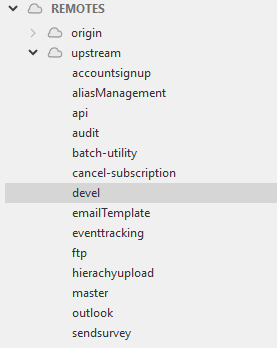 REMOTES
origin
upstream
accountsignup
aliasManagement
api
audit
batch-utility
cancel-subscription
devel
emailTemplate
eventtracking
ftp
hierachyupload
master
outlook
sendsurvey